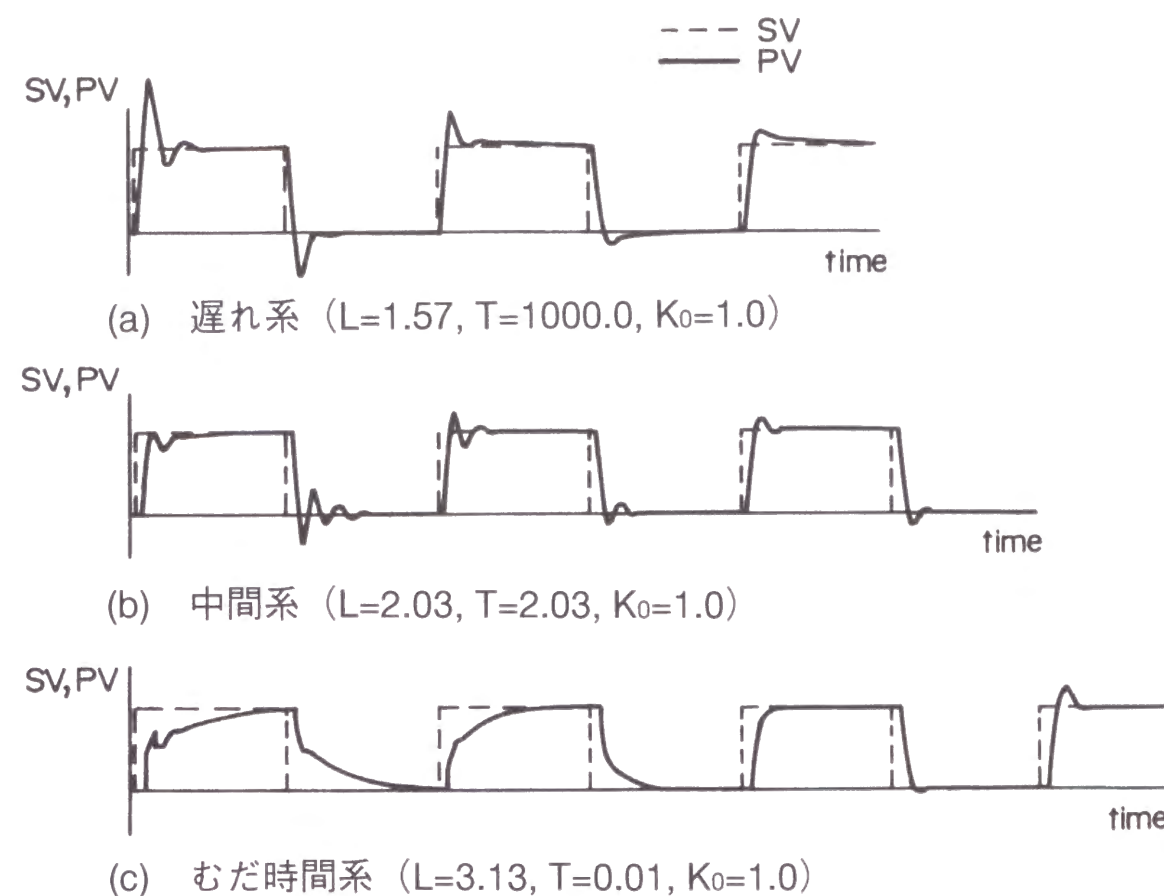 --- SV
— PV
SV,PV
time
(a) 遅れ系（L=1.57, T=1000.0, K₀=1.0）
SV,PV
time
(b) 中間系（L=2.03, T=2.03, K₀=1.0）
SV,PV
time
(c) むだ時間系（L=3.13, T=0.01, K₀=1.0）